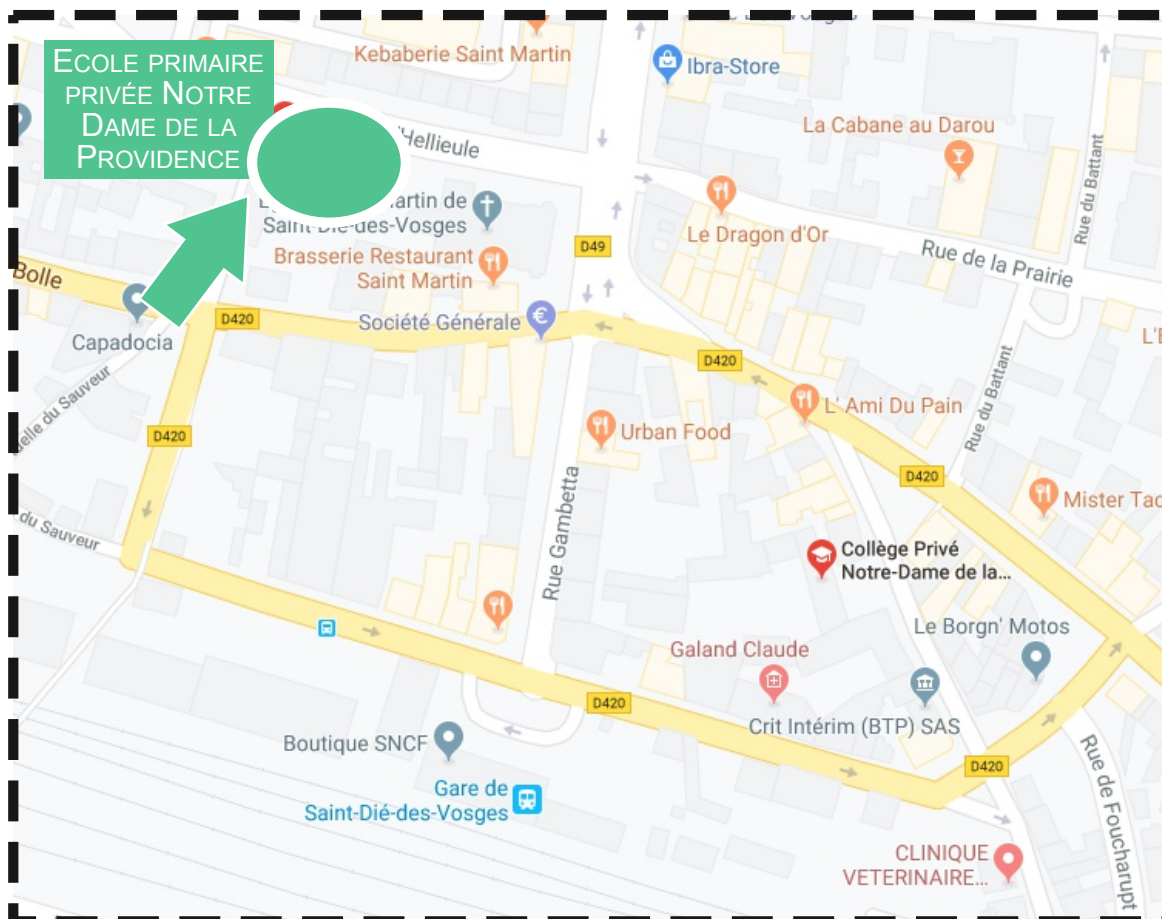 ECOLE PRIMAIRE
PRIVÉE NOTRE
DAME DE LA
PROVIDENCE
Kebaberie Saint Martin
Ibra-Store
La Cabane au Darou
Rue du Battant
artin de
Saint-Dié-des-Vosges
Le Dragon d'Or
Rue de la Prairie
D49
Brasserie Restaurant
Saint Martin
Bolle
D420
Société Générale
Capadocia
D420
Rue du Battant
L' Ami Du Pain
Urban Food
D420
D420
du Sauveur
Mister Tac
du Sauveur
Rue Gambetta
Collège Privé
Notre-Dame de la...
Le Borgn' Motos
Galand Claude
D420
Crit Intérim (BTP) SAS
Boutique SNCF
D420
Rue de Foucharupt
Gare de
Saint-Dié-des-Vosges
CLINIQUE
VETERINAIRE...